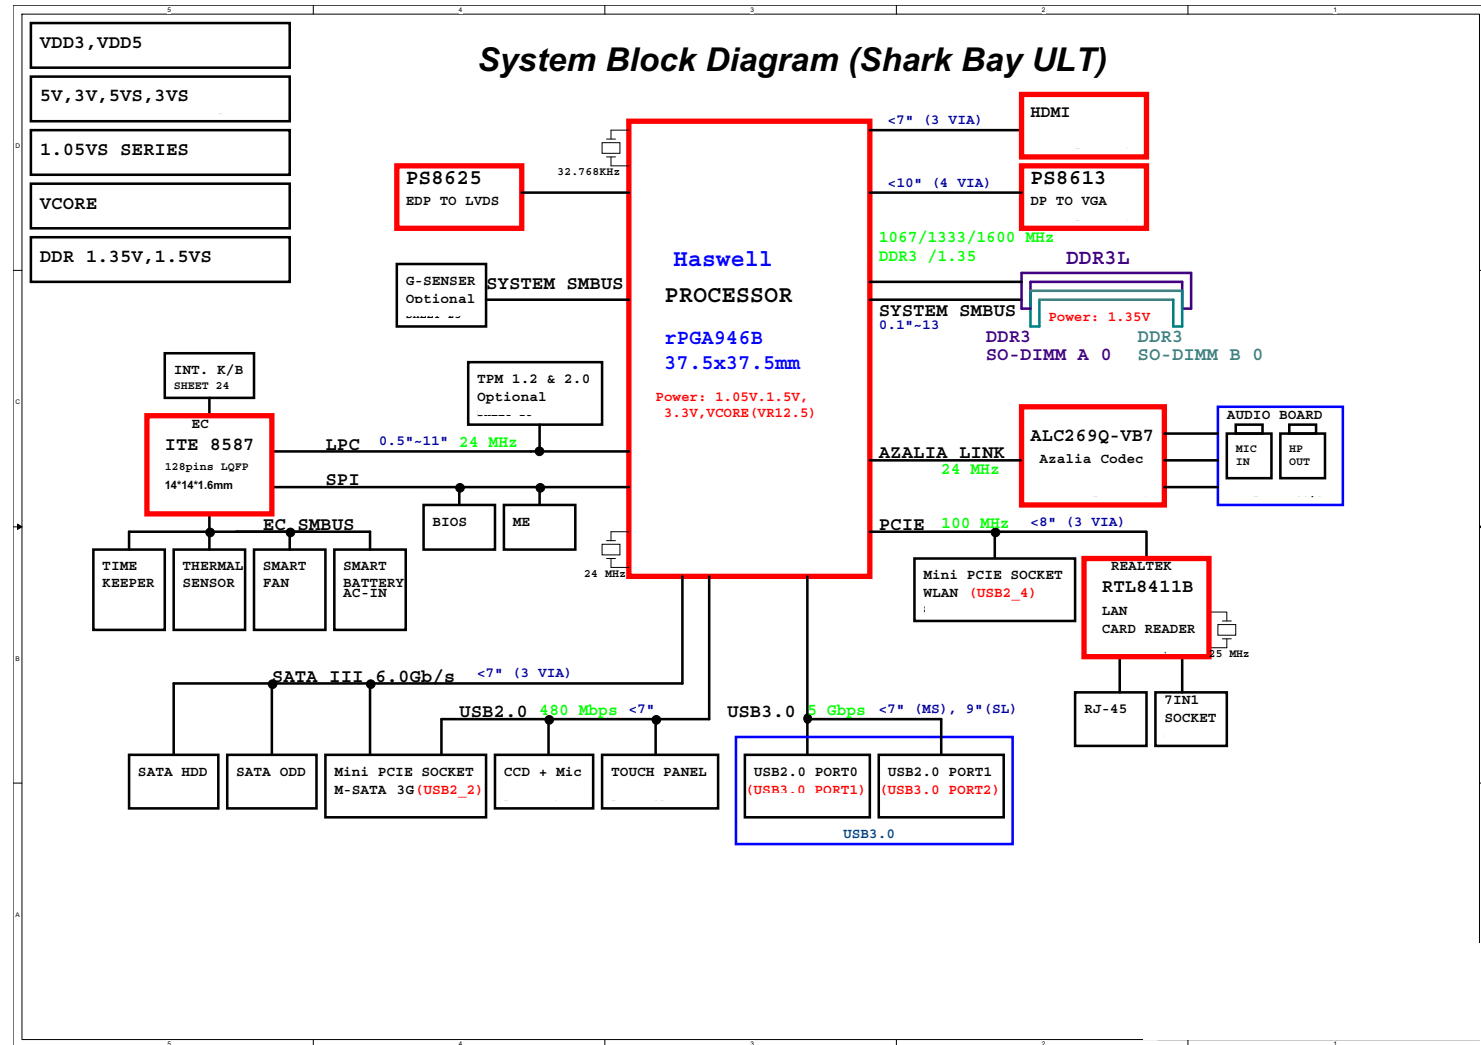 System Block Diagram (Shark Bay ULT)
VDD3,VDD5
5V,3V,5VS,3VS
1.05VS SERIES
VCORE
DDR 1.35V,1.5VS
32.768KHz
PS8625
EDP TO LVDS
G-SENSER
Optional
SYSTEM SMBUS
INT. K/B
SHEET 24
TPM 1.2 & 2.0
Optional
EC
ITE 8587
128pins LQFP
14*14*1.6mm
LPC 0.5"~11" 24 MHz
SPI
BIOS
ME
EC SMBUS
TIME
KEEPER
THERMAL
SENSOR
SMART
FAN
SMART
BATTERY
AC-IN
24 MHz
Haswell
PROCESSOR
rPGA946B
37.5x37.5mm
Power: 1.05V.1.5V,
3.3V,VCORE(VR12.5)
<7" (3 VIA)
HDMI
<10" (4 VIA)
PS8613
DP TO VGA
1067/1333/1600 MHz
DDR3 /1.35
DDR3L
SYSTEM SMBUS
0.1"~13
Power: 1.35V
DDR3
SO-DIMM A 0
DDR3
SO-DIMM B 0
AZALIA LINK
24 MHz
ALC269Q-VB7
Azalia Codec
AUDIO BOARD
MIC
IN
HP
OUT
PCIE 100 MHz <8" (3 VIA)
Mini PCIE SOCKET
WLAN (USB2_4)
REALTEK
RTL8411B
LAN
CARD READER
25 MHz
RJ-45
7IN1
SOCKET
SATA III 6.0Gb/s <7" (3 VIA)
USB2.0 480 Mbps <7"
USB3.0 5 Gbps <7" (MS), 9"(SL)
SATA HDD
SATA ODD
Mini PCIE SOCKET
M-SATA 3G(USB2_2)
CCD + Mic
TOUCH PANEL
USB2.0 PORT0
(USB3.0 PORT1)
USB2.0 PORT1
(USB3.0 PORT2)
USB3.0
5
4
3
2
1
D
C
B
A
5
4
3
2
1